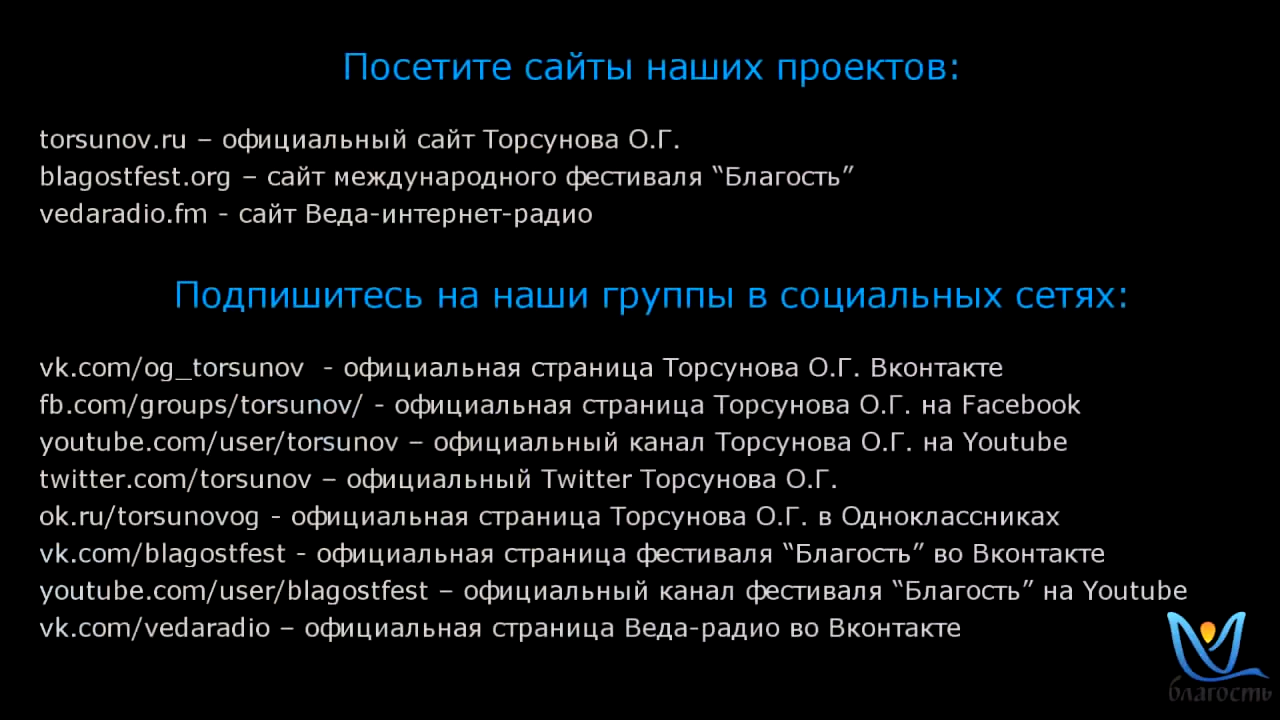 Посетите сайты наших проектов:
torsunov.ru – официальный сайт Торсунова О.Г.
blagostfest.org – сайт международного фестиваля “Благость”
vedaradio.fm - сайт Веда-интернет-радио
Подпишитесь на наши группы в социальных сетях:
vk.com/og_torsunov  - официальная страница Торсунова О.Г. Вконтакте
fb.com/groups/torsunov/ - официальная страница Торсунова О.Г. на Facebook
youtube.com/user/torsunov – официальный канал Торсунова О.Г. на Youtube
twitter.com/torsunov – официальный Twitter Торсунова О.Г.
ok.ru/torsunovog - официальная страница Торсунова О.Г. в Одноклассниках
vk.com/blagostfest - официальная страница фестиваля “Благость” во Вконтакте
youtube.com/user/blagostfest – официальный канал фестиваля “Благость” на Youtube
vk.com/vedaradio – официальная страница Веда-радио во Вконтакте
благость